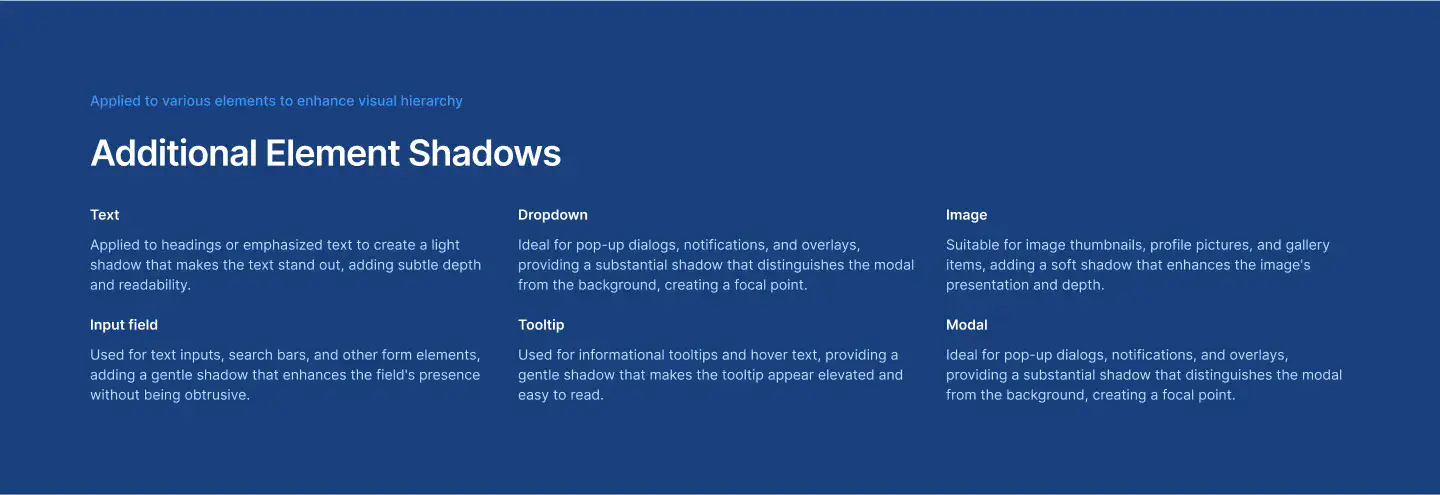 Applied to various elements to enhance visual hierarchy
Additional Element Shadows
Text
Applied to headings or emphasized text to create a light
shadow that makes the text stand out, adding subtle depth
and readability.
Dropdown
Ideal for pop-up dialogs, notifications, and overlays,
providing a substantial shadow that distinguishes the modal
from the background, creating a focal point.
Image
Suitable for image thumbnails, profile pictures, and gallery
items, adding a soft shadow that enhances the image's
presentation and depth.
Input field
Used for text inputs, search bars, and other form elements,
adding a gentle shadow that enhances the field's presence
without being obtrusive.
Tooltip
Used for informational tooltips and hover text, providing a
gentle shadow that makes the tooltip appear elevated and
easy to read.
Modal
Ideal for pop-up dialogs, notifications, and overlays,
providing a substantial shadow that distinguishes the modal
from the background, creating a focal point.